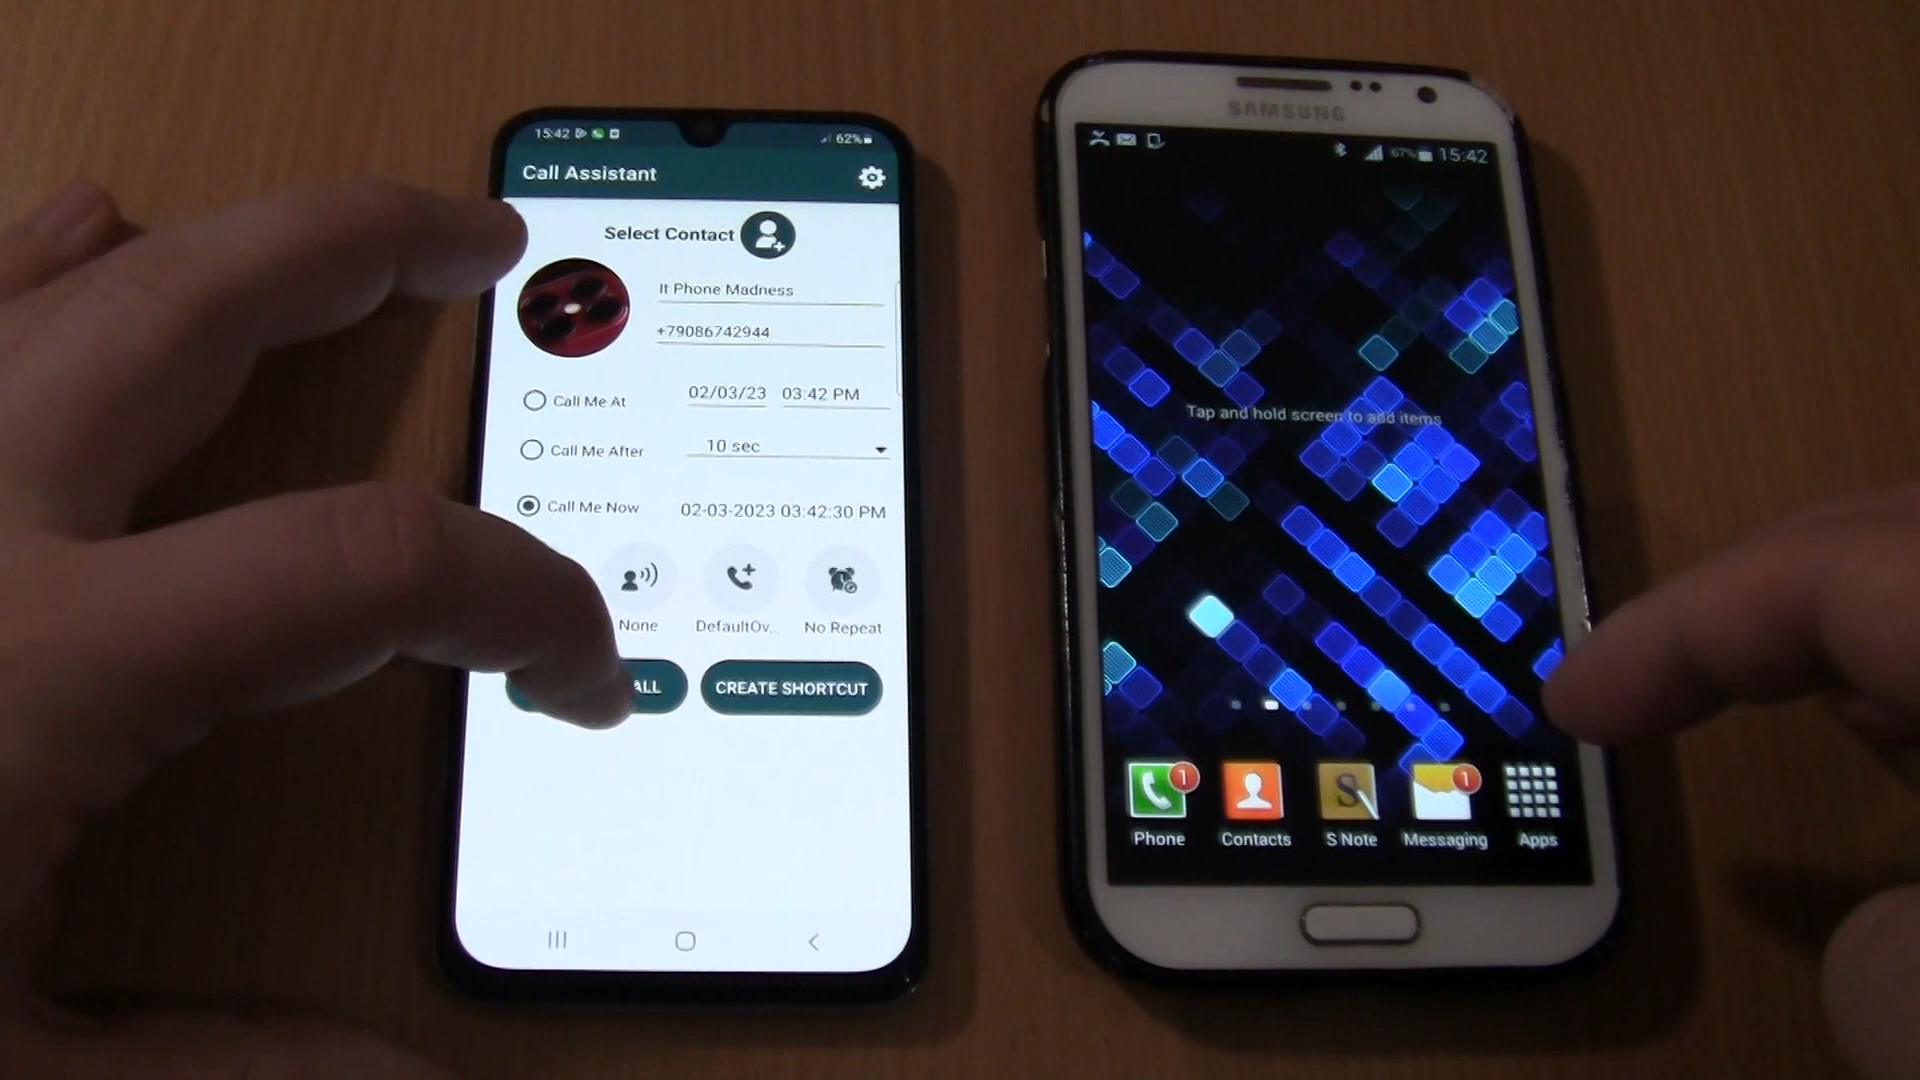 15:42
62%
Call Assistant
Select Contact
It Phone Madness
+79086742944
Call Me At 02/03/23 03:42 PM
Call Me After 10 sec
Call Me Now 02-03-2023 03:42:30 PM
None DefaultOv... No Repeat
ALL CREATE SHORTCUT
SAMSUNG
67% 15:42
Tap and hold screen to add items
1 1
Phone Contacts S Note Messaging Apps